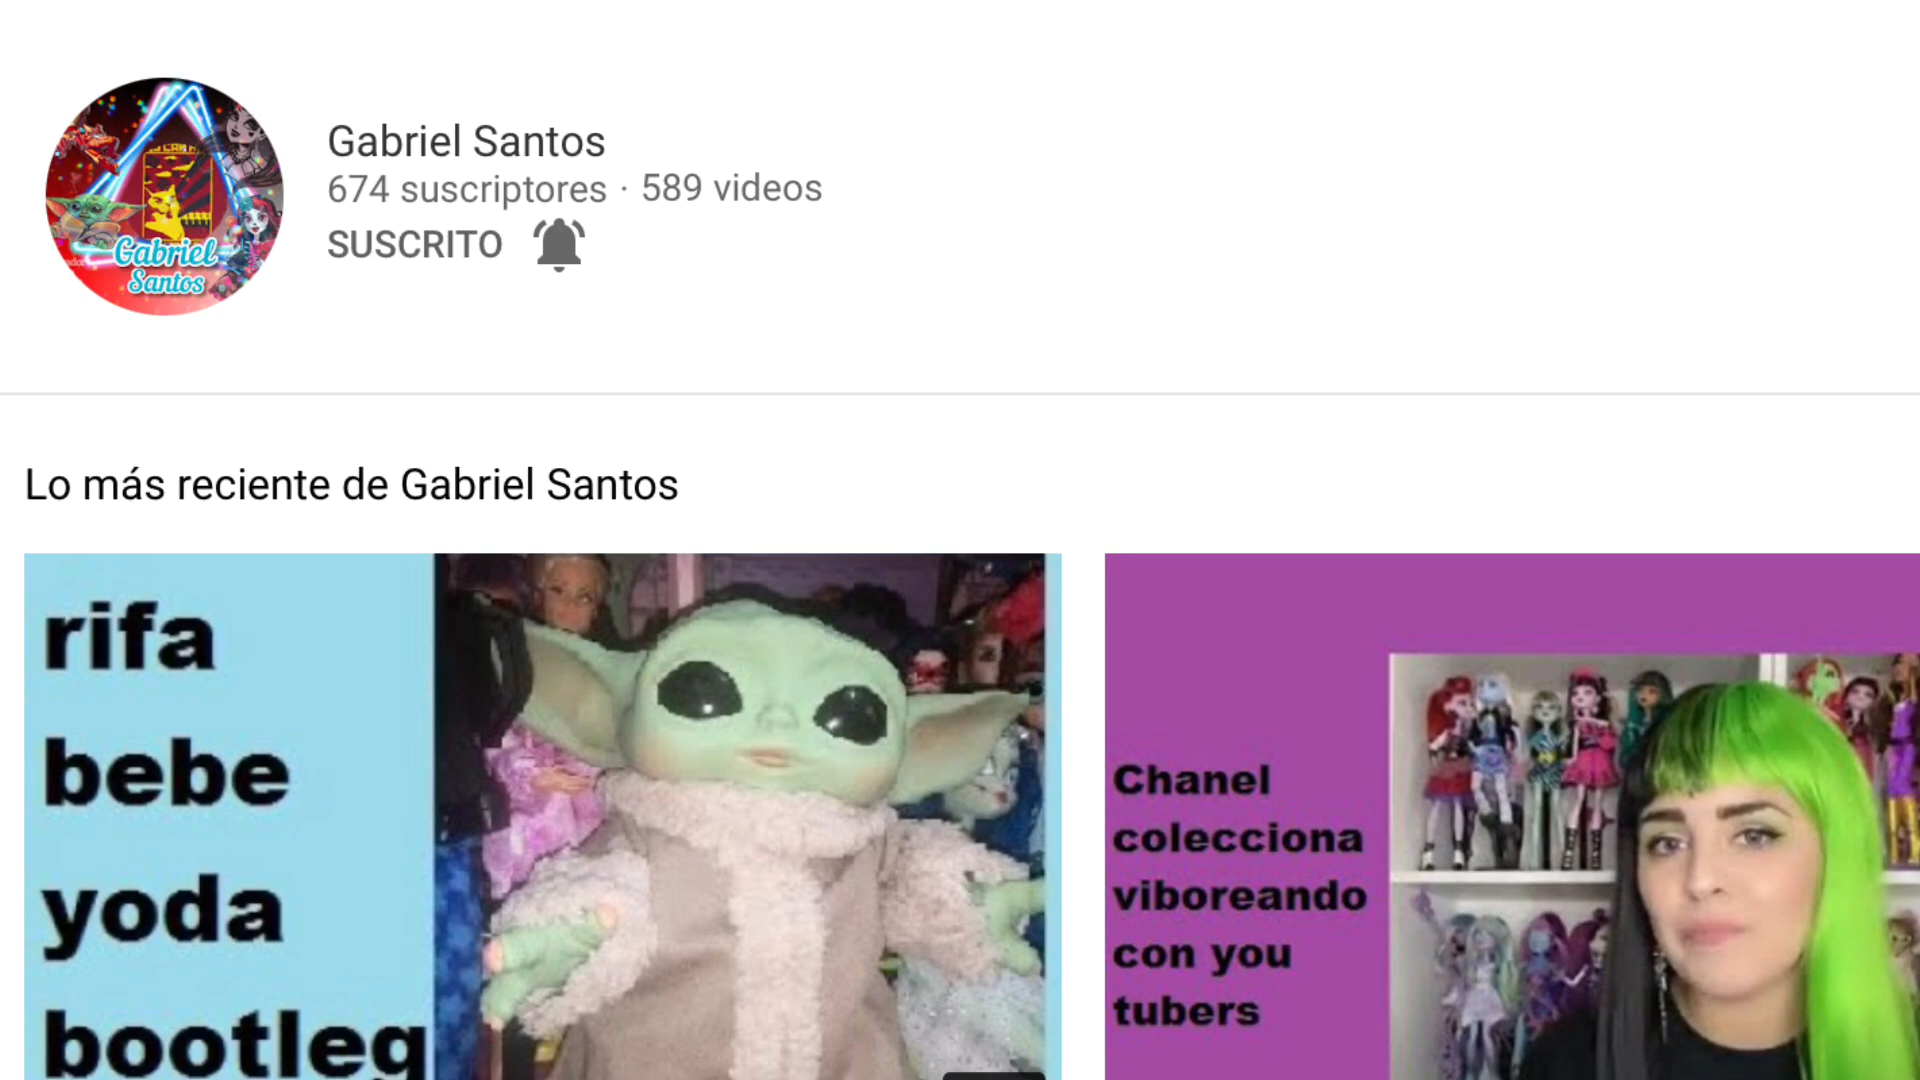 Gabriel
Santos
Gabriel Santos
674 suscriptores · 589 videos
SUSCRITO
Lo más reciente de Gabriel Santos
rifa
bebe
yoda
bootleg
Chanel
colecciona
viboreando
con you
tubers